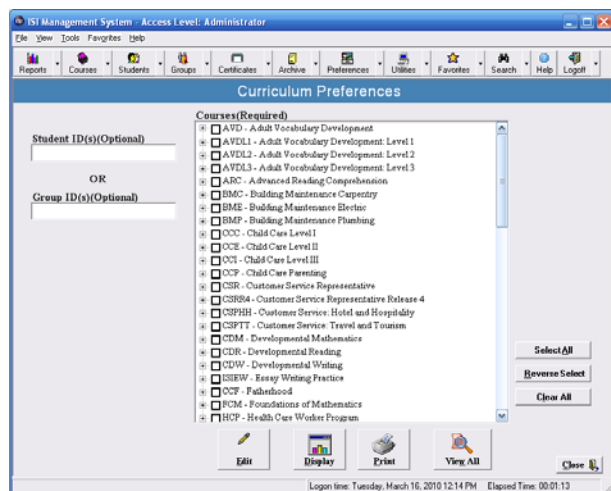 ISI Management System - Access Level: Administrator
File View Tools Favorites Help
Reports Courses Students Groups Certificates Archive Preferences Utilities Favorites Search Help Logoff
Curriculum Preferences
Courses(Required)
Student ID(s)(Optional)
OR
Group ID(s)(Optional)
AVD - Adult Vocabulary Development
AVDL1 - Adult Vocabulary Development: Level 1
AVDL2 - Adult Vocabulary Development: Level 2
AVDL3 - Adult Vocabulary Development: Level 3
ARC - Advanced Reading Comprehension
BMC - Building Maintenance Carpentry
BME - Building Maintenance Electric
BMP - Building Maintenance Plumbing
CCC - Child Care Level I
CCE - Child Care Level II
CCI - Child Care Level III
CCP - Child Care Parenting
CSR - Customer Service Representative
CSRR4 - Customer Service Representative Release 4
CSPHH - Customer Service: Hotel and Hospitality
CSPTT - Customer Service: Travel and Tourism
CDM - Developmental Mathematics
CDR - Developmental Reading
CDW - Developmental Writing
ISIEW - Essay Writing Practice
CCF - Fatherhood
FCM - Foundations of Mathematics
HCP - Health Care Worker Program
Select All
Reverse Select
Clear All
Edit Display Print View All
Close
Logon time: Tuesday, March 16, 2010 12:14 PM Elapsed Time: 00:01:13